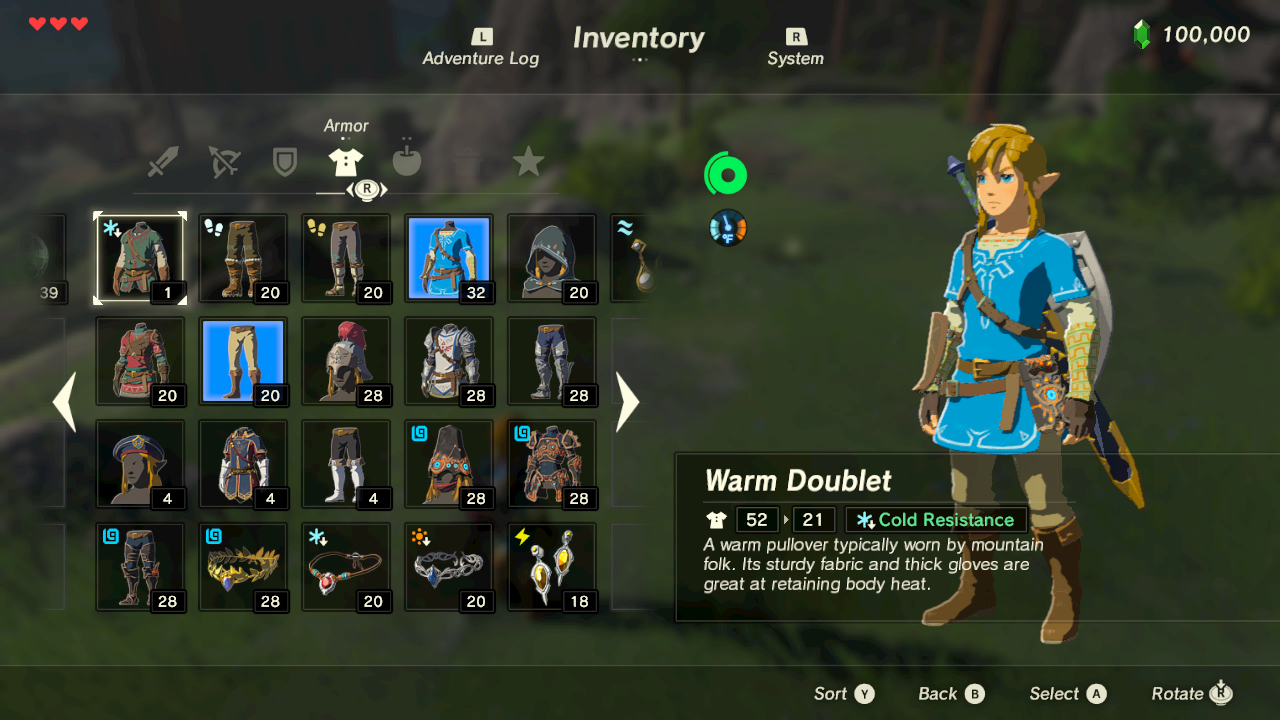 L
Adventure Log
Inventory
R
System
100,000
Armor
R
39
1
20
20
32
20
20
20
28
28
28
4
4
4
28
28
28
28
20
20
18
°F
Warm Doublet
52 21 Cold Resistance
A warm pullover typically worn by mountain
folk. Its sturdy fabric and thick gloves are
great at retaining body heat.
Sort Y Back B Select A Rotate R